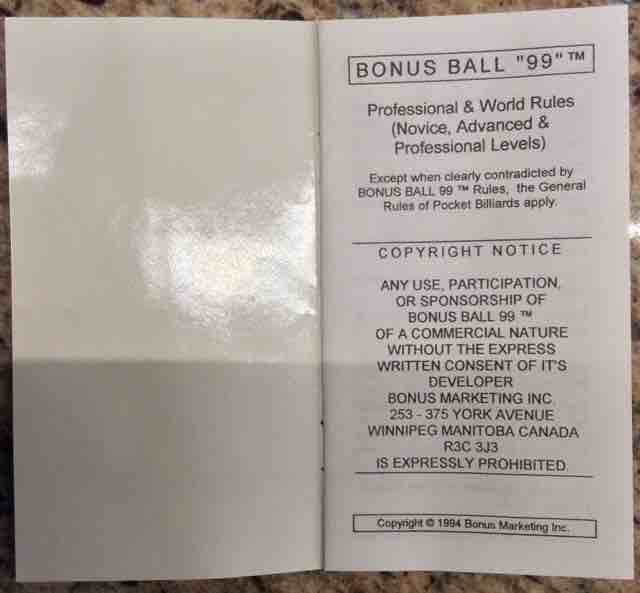 BONUS BALL "99" ™
Professional & World Rules
(Novice, Advanced &
Professional Levels)
Except when clearly contradicted by
BONUS BALL 99 ™ Rules, the General
Rules of Pocket Billiards apply.
COPYRIGHT NOTICE
ANY USE, PARTICIPATION,
OR SPONSORSHIP OF
BONUS BALL 99 ™
OF A COMMERCIAL NATURE
WITHOUT THE EXPRESS
WRITTEN CONSENT OF IT'S
DEVELOPER
BONUS MARKETING INC.
253 - 375 YORK AVENUE
WINNIPEG MANITOBA CANADA
R3C 3J3
IS EXPRESSLY PROHIBITED.
Copyright © 1994 Bonus Marketing Inc.